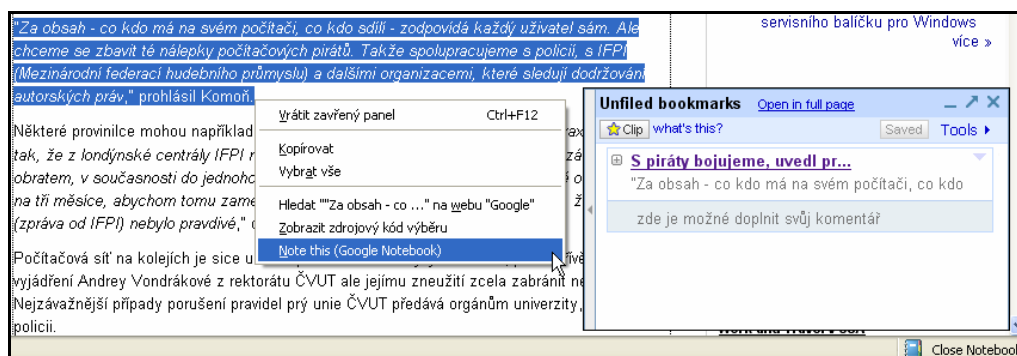 "Za obsah - co kdo má na svém počítači, co kdo sdílí - zodpovídá každý uživatel sám. Ale
chceme se zbavit té nálepky počítačových pirátů. Takže spolupracujeme s policií, s IFPI
(Mezinárodní federací hudebního průmyslu) a dalšími organizacemi, které sledují dodržování
autorských práv," prohlásil Komoň.
Některé provinilce mohou například
tak, že z londýnské centrály IFPI
obratem, v současnosti do jednoho
na tři měsíce, abychom tomu zame
(zpráva od IFPI) nebylo pravdivé,"
Počítačová síť na kolejích je sice
vyjádření Andrey Vondrákové z rektorátu ČVUT ale jejímu zneužití zcela zabránit
Nejzávažnější případy porušení pravidel prý unie ČVUT předává orgánům univerzity,
policii.
Vrátit zavřený panel Ctrl+F12
Kopírovat
Vybrat vše
Hledat ""Za obsah - co ..." na webu "Google"
Zobrazit zdrojový kód výběru
Note this (Google Notebook)
servisního balíčku pro Windows
více »
Unfiled bookmarks Open in full page
Clip what's this? Saved Tools
S piráty bojujeme, uvedl pr...
"Za obsah - co kdo má na svém počítači, co kdo
zde je možné doplnit svůj komentář
Close Notebook